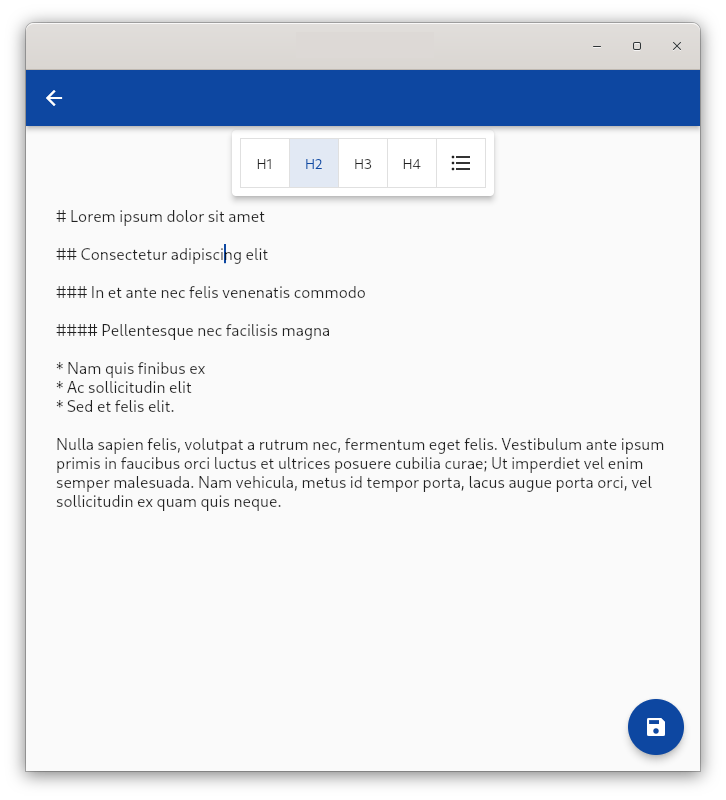 H1 H2 H3 H4
# Lorem ipsum dolor sit amet
## Consectetur adipiscing elit
### In et ante nec felis venenatis commodo
#### Pellentesque nec facilisis magna
* Nam quis finibus ex
* Ac sollicitudin elit
* Sed et felis elit.
Nulla sapien felis, volutpat a rutrum nec, fermentum eget felis. Vestibulum ante ipsum
primis in faucibus orci luctus et ultrices posuere cubilia curae; Ut imperdiet vel enim
semper malesuada. Nam vehicula, metus id tempor porta, lacus augue porta orci, vel
sollicitudin ex quam quis neque.